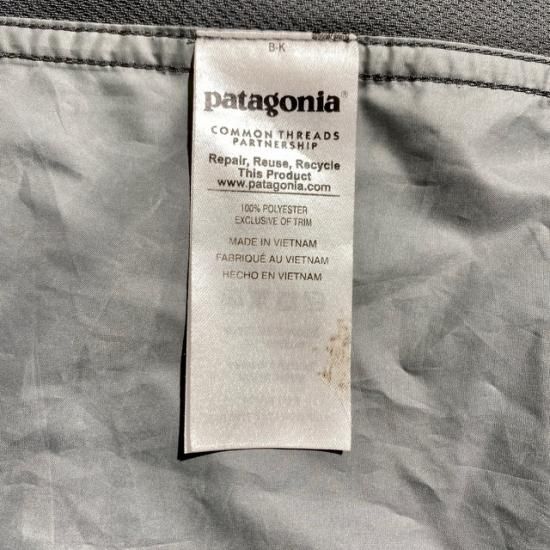 B-K
patagonia®
COMMON THREADS
PARTNERSHIP
Repair, Reuse, Recycle
This Product
www.patagonia.com
100% POLYESTER
EXCLUSIVE OF TRIM
MADE IN VIETNAM
FABRIQUÉ AU VIETNAM
HECHO EN VIETNAM